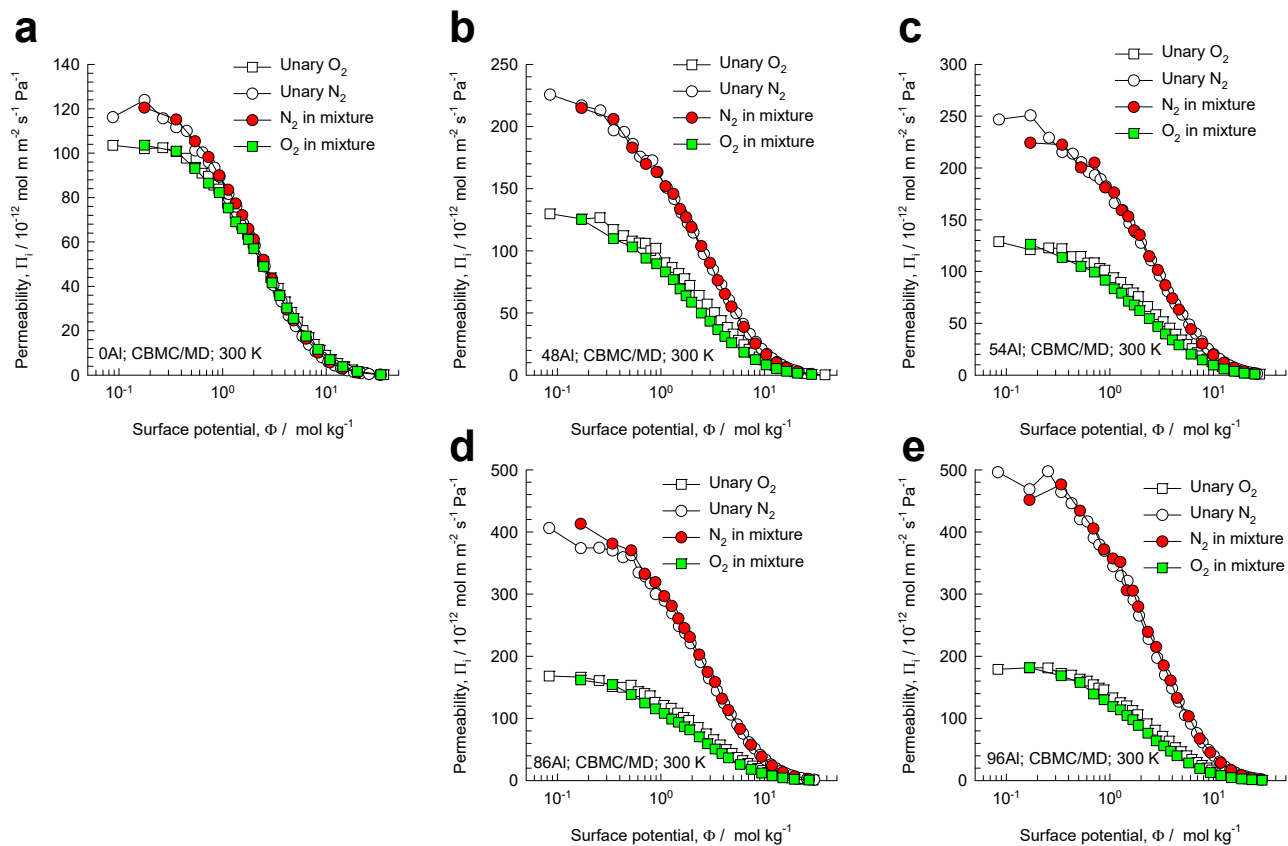 a
140
120
100
80
60
40
20
0
Permeability, Πi / 10-12 mol m m-2 s-1 Pa-1
Unary O2
Unary N2
N2 in mixture
O2 in mixture
0Al; CBMC/MD; 300 K
10-1
100
101
Surface potential, Φ / mol kg-1
b
250
200
150
100
50
0
Permeability, Πi / 10-12 mol m m-2 s-1 Pa-1
Unary O2
Unary N2
N2 in mixture
O2 in mixture
48Al; CBMC/MD; 300 K
10-1
100
101
Surface potential, Φ / mol kg-1
c
300
250
200
150
100
50
0
Permeability, Πi / 10-12 mol m m-2 s-1 Pa-1
Unary O2
Unary N2
N2 in mixture
O2 in mixture
54Al; CBMC/MD; 300 K
10-1
100
101
Surface potential, Φ / mol kg-1
d
500
400
300
200
100
0
Permeability, Πi / 10-12 mol m m-2 s-1 Pa-1
Unary O2
Unary N2
N2 in mixture
O2 in mixture
86Al; CBMC/MD; 300 K
10-1
100
101
Surface potential, Φ / mol kg-1
e
500
400
300
200
100
0
Permeability, Πi / 10-12 mol m m-2 s-1 Pa-1
Unary O2
Unary N2
N2 in mixture
O2 in mixture
96Al; CBMC/MD; 300 K
10-1
100
101
Surface potential, Φ / mol kg-1